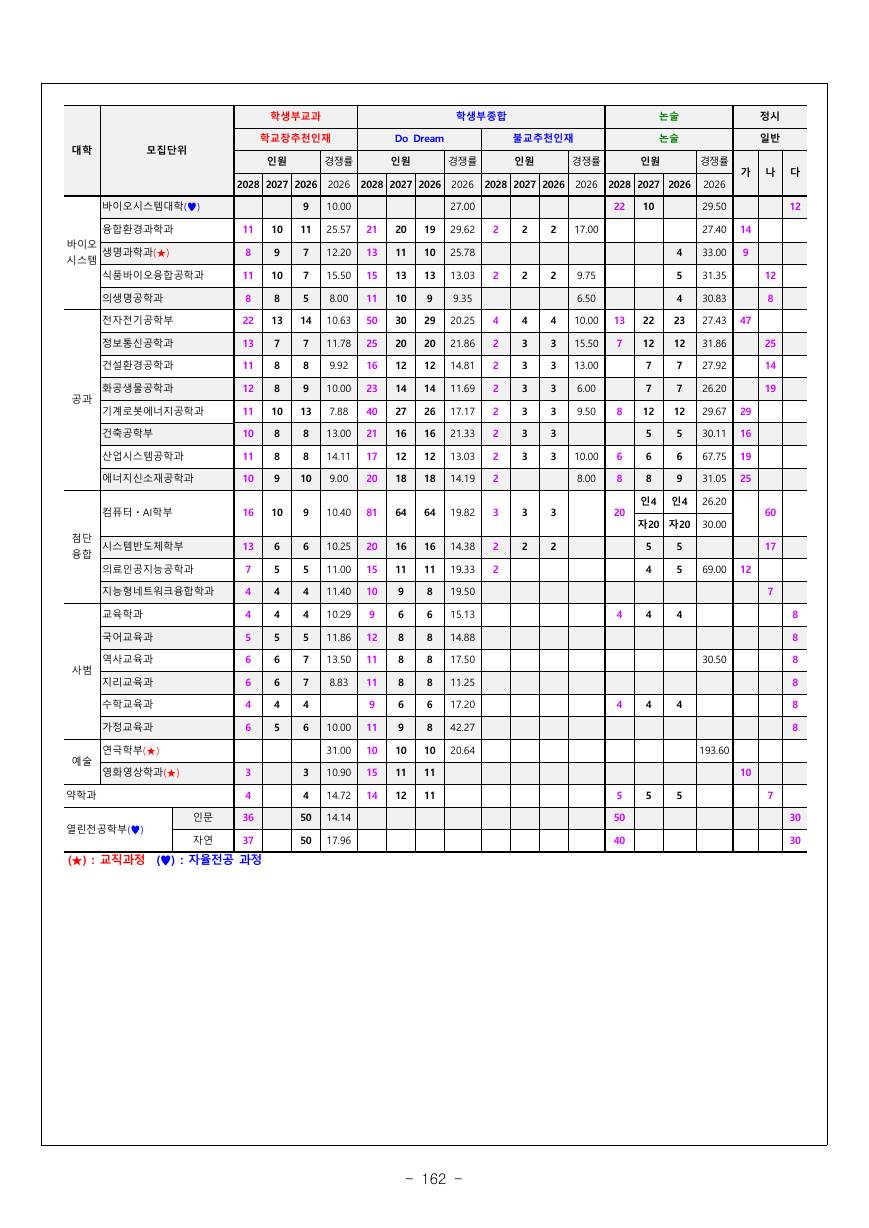 대학 모집단위 학생부교과 학생부종합 논술 정시
학교장추천인재 Do Dream 불교추천인재 논술 일반
인원 경쟁률 인원 경쟁률 인원 경쟁률 인원 경쟁률 가 나 다
2028 2027 2026 2026 2028 2027 2026 2026 2028 2027 2026 2026 2028 2027 2026 2026
바이오시스템 바이오시스템대학(♥) 9 10.00 27.00 22 10 29.50 12
융합환경과학과 11 10 11 25.57 21 20 19 29.62 2 2 2 17.00 27.40 14
생명과학과(★) 8 9 7 12.20 13 11 10 25.78 4 33.00 9
식품바이오융합공학과 11 10 7 15.50 15 13 13 13.03 2 2 2 9.75 5 31.35 12
의생명공학과 8 8 5 8.00 11 10 9 9.35 6.50 4 30.83 8
공과 전자전기공학부 22 13 14 10.63 50 30 29 20.25 4 4 4 10.00 13 22 23 27.43 47
정보통신공학과 13 7 7 11.78 25 20 20 21.86 2 3 3 15.50 7 12 12 31.86 25
건설환경공학과 11 8 8 9.92 16 12 12 14.81 2 3 3 13.00 7 7 27.92 14
화공생물공학과 12 8 9 10.00 23 14 14 11.69 2 3 3 6.00 7 7 26.20 19
기계로봇에너지공학과 11 10 13 7.88 40 27 26 17.17 2 3 3 9.50 8 12 12 29.67 29
건축공학부 10 8 8 13.00 21 16 16 21.33 2 3 3 5 5 30.11 16
산업시스템공학과 11 8 8 14.11 17 12 12 13.03 2 3 3 10.00 6 6 6 67.75 19
에너지신소재공학과 10 9 10 9.00 20 18 18 14.19 2 8.00 8 8 9 31.05 25
첨단융합 컴퓨터・AI학부 16 10 9 10.40 81 64 64 19.82 3 3 3 20 인4 인4 26.20 60
자20 자20 30.00
시스템반도체학부 13 6 6 10.25 20 16 16 14.38 2 2 2 5 5 17
의료인공지능공학과 7 5 5 11.00 15 11 11 19.33 2 4 5 69.00 12
지능형네트워크융합학과 4 4 4 11.40 10 9 8 19.50 7
사범 교육학과 4 4 4 10.29 9 6 6 15.13 4 4 4 8
국어교육과 5 5 5 11.86 12 8 8 14.88 8
역사교육과 6 6 7 13.50 11 8 8 17.50 30.50 8
지리교육과 6 6 7 8.83 11 8 8 11.25 8
수학교육과 4 4 4 9 6 6 17.20 4 4 4 8
가정교육과 6 5 6 10.00 11 9 8 42.27 8
예술 연극학부(★) 31.00 10 10 10 20.64 193.60
영화영상학과(★) 3 3 10.90 15 11 11 10
약학과 4 4 14.72 14 12 11 5 5 5 7
열린전공학부(♥) 인문 36 50 14.14 50 30
자연 37 50 17.96 40 30
(★) : 교직과정 (♥) : 자율전공 과정
- 162 -